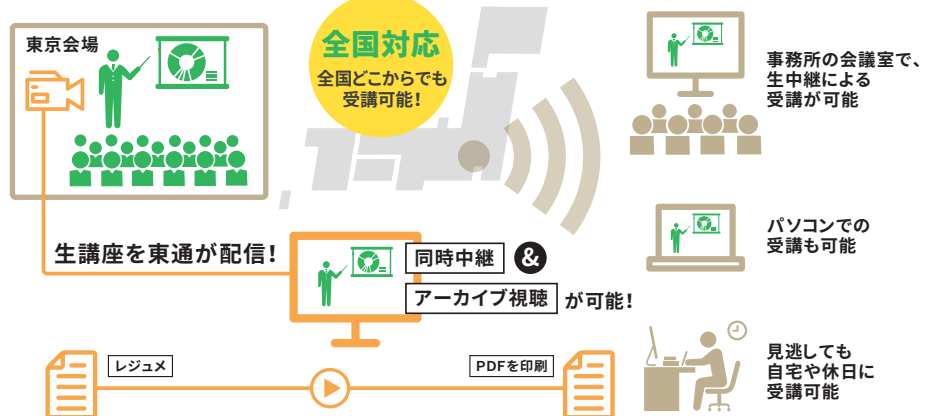 東京会場
全国対応
全国どこからでも
受講可能！
事務所の会議室で、
生中継による
受講が可能
生講座を東通が配信！
同時中継 &
アーカイブ視聴 が可能！
パソコンでの
受講も可能
レジュメ
PDFを印刷
見逃しても
自宅や休日に
受講可能